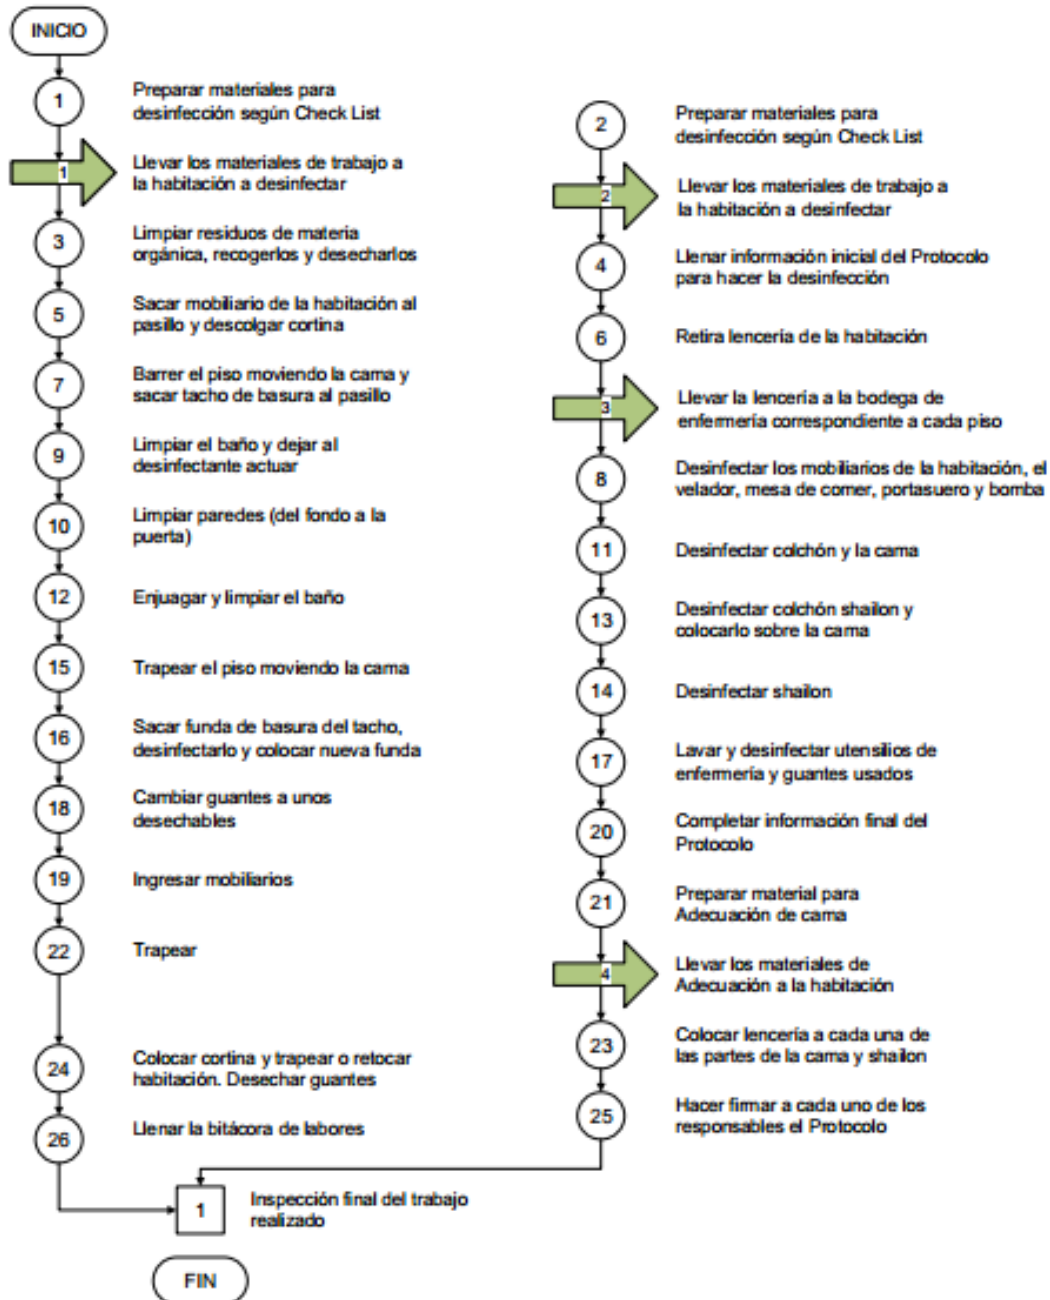 INICIO
1
Preparar materiales para
desinfección según Check List
1
Llevar los materiales de trabajo a
la habitación a desinfectar
3
Limpiar residuos de materia
orgánica, recogerlos y desecharlos
5
Sacar mobiliario de la habitación al
pasillo y descolgar cortina
7
Barrer el piso moviendo la cama y
sacar tacho de basura al pasillo
9
Limpiar el baño y dejar al
desinfectante actuar
10
Limpiar paredes (del fondo a la
puerta)
12
Enjuagar y limpiar el baño
15
Trapear el piso moviendo la cama
16
Sacar funda de basura del tacho,
desinfectarlo y colocar nueva funda
18
Cambiar guantes a unos
desechables
19
Ingresar mobiliarios
22
Trapear
24
Colocar cortina y trapear o retocar
habitación. Desechar guantes
26
Llenar la bitácora de labores
2
Preparar materiales para
desinfección según Check List
2
Llevar los materiales de trabajo a
la habitación a desinfectar
4
Llenar información inicial del Protocolo
para hacer la desinfección
6
Retira lencería de la habitación
3
Llevar la lencería a la bodega de
enfermería correspondiente a cada piso
8
Desinfectar los mobiliarios de la habitación, el
velador, mesa de comer, portasuero y bomba
11
Desinfectar colchón y la cama
13
Desinfectar colchón shailon y
colocarlo sobre la cama
14
Desinfectar shailon
17
Lavar y desinfectar utensilios de
enfermería y guantes usados
20
Completar información final del
Protocolo
21
Preparar material para
Adecuación de cama
4
Llevar los materiales de
Adecuación a la habitación
23
Colocar lencería a cada una de
las partes de la cama y shailon
25
Hacer firmar a cada uno de los
responsables el Protocolo
1
Inspección final del trabajo
realizado
FIN